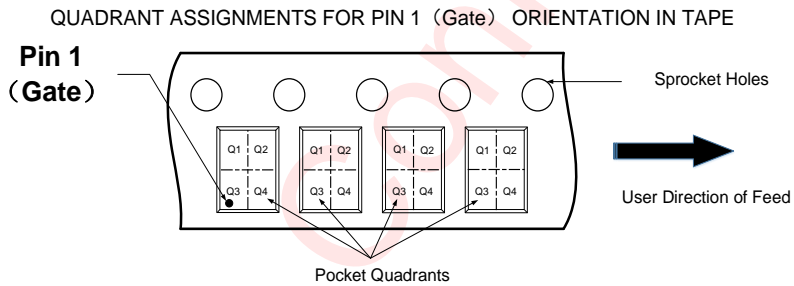 QUADRANT ASSIGNMENTS FOR PIN 1（Gate） ORIENTATION IN TAPE
Pin 1
（Gate）
Sprocket Holes
Q1 Q2 Q1 Q2 Q1 Q2 Q1 Q2
Q3 Q4 Q3 Q4 Q3 Q4 Q3 Q4
User Direction of Feed
Pocket Quadrants